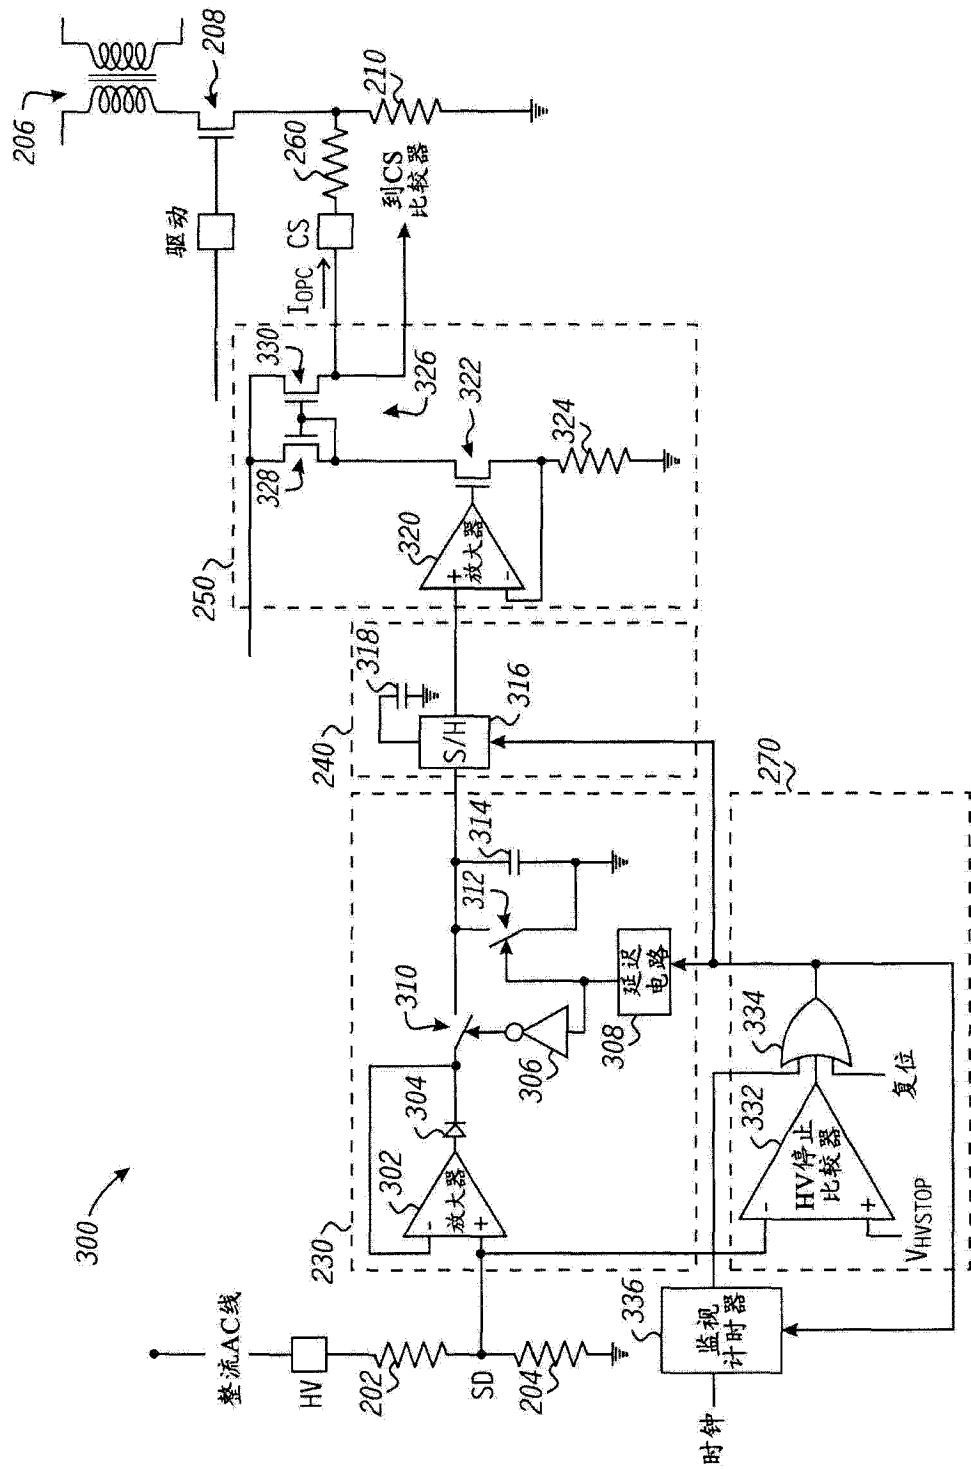 300
整流AC线
HV
202
SD
204
230
302
放大器
-
+
304
310
306
308
延迟
电路
312
314
240
318
S/H
316
250
320
放大器
+
-
322
324
326
328
330
I_OPC
CS
260
到CS
比较器
210
驱动
206
208
时钟
336
监视
计时器
270
332
HV停止
比较器
-
+
V_HVSTOP
334
复位